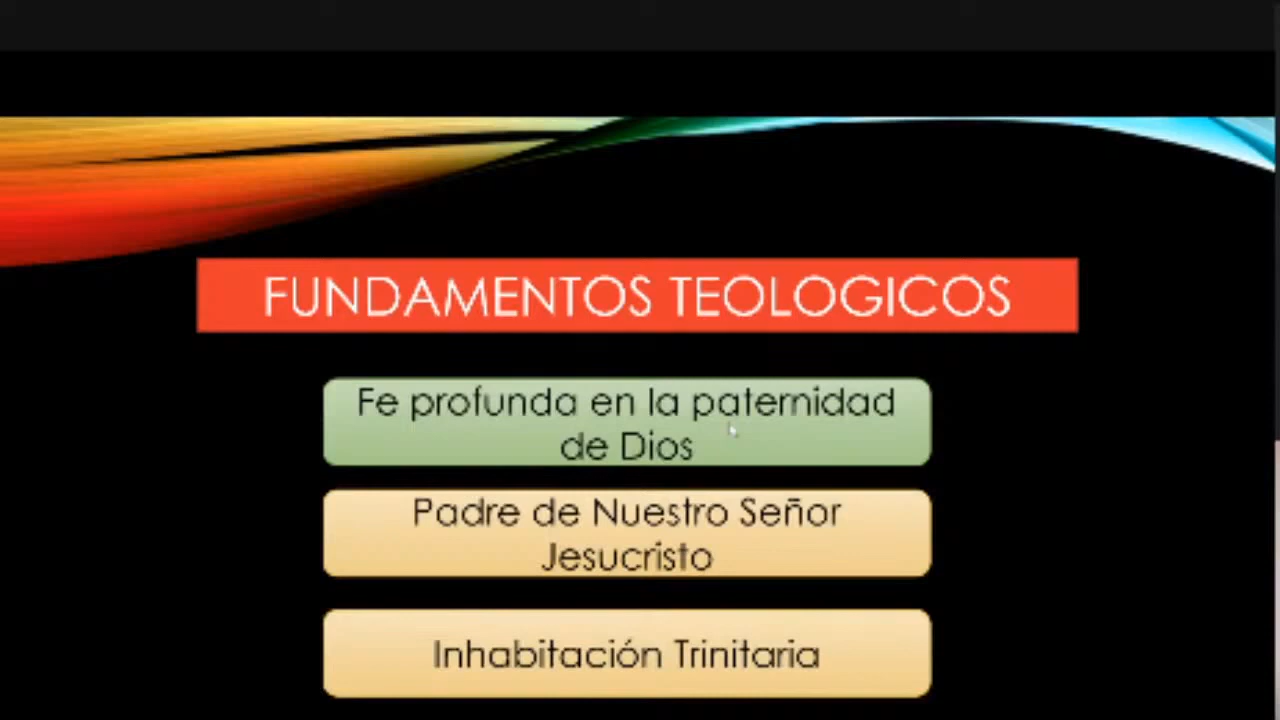 FUNDAMENTOS TEOLOGICOS
Fe profunda en la paternidad
de Dios
Padre de Nuestro Señor
Jesucristo
Inhabitación Trinitaria